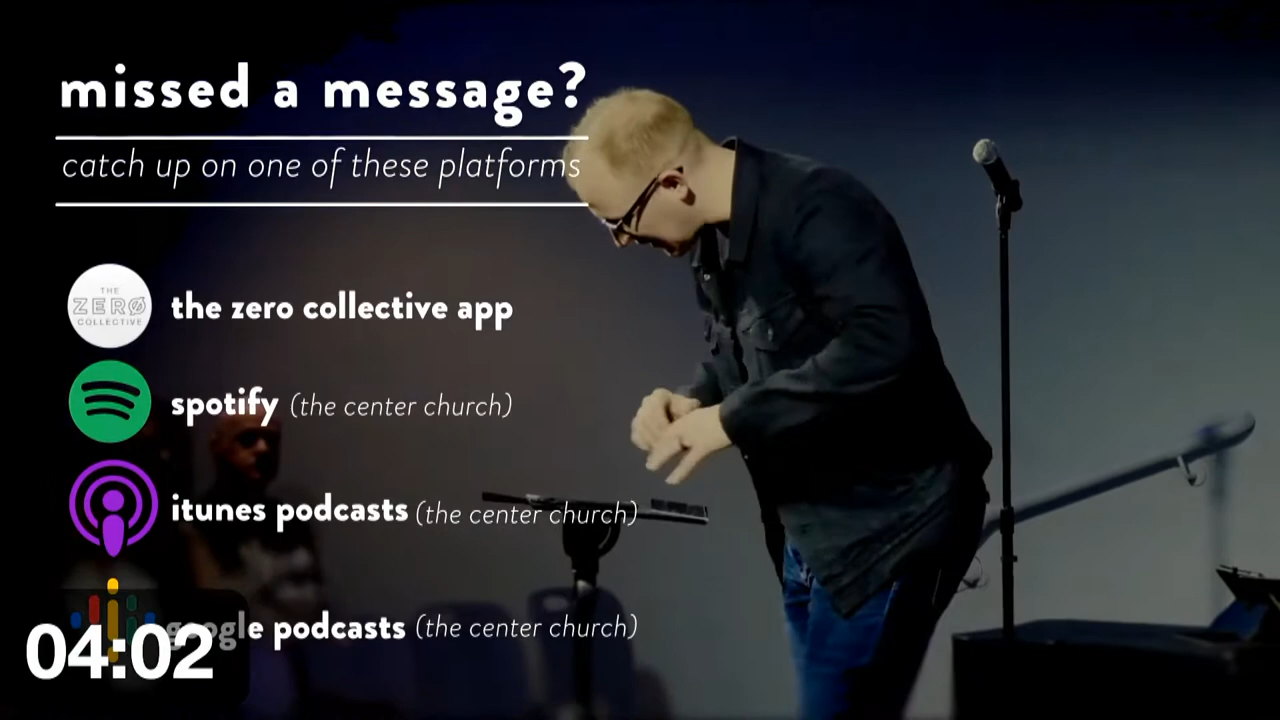 missed a message?
catch up on one of these platforms
THE
ZERØ
COLLECTIVE
the zero collective app
spotify (the center church)
itunes podcasts (the center church)
google podcasts (the center church)
04:02